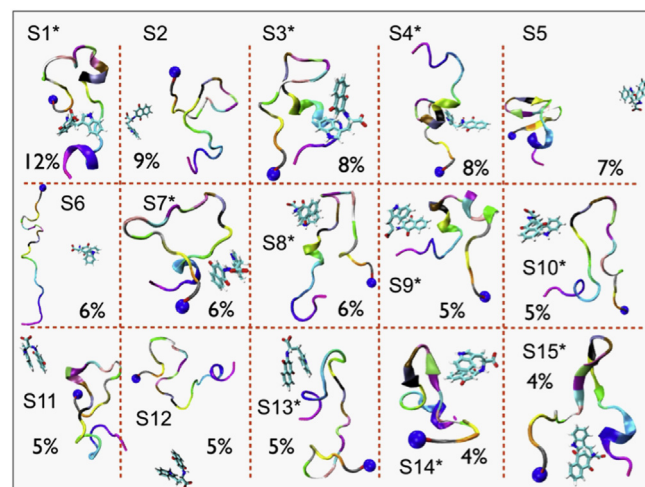 S1*
S2
S3*
S4*
S5
12%
9%
8%
8%
7%
S6
S7*
S8*
S9*
S10*
6%
6%
6%
5%
5%
S11
S12
S13*
S14*
S15*
5%
5%
5%
4%
4%